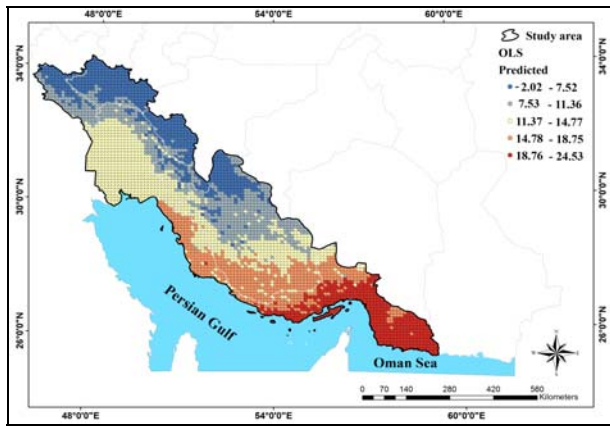 48°0'0"E 54°0'0"E 60°0'0"E
34°0'0"N
30°0'0"N
26°0'0"N
34°0'0"N
30°0'0"N
26°0'0"N
Study area
OLS
Predicted
-2.02 - 7.52
7.53 - 11.36
11.37 - 14.77
14.78 - 18.75
18.76 - 24.53
Persian Gulf
Oman Sea
N
W E
S
0 70 140 280 420 560
Kilometers
48°0'0"E 54°0'0"E 60°0'0"E